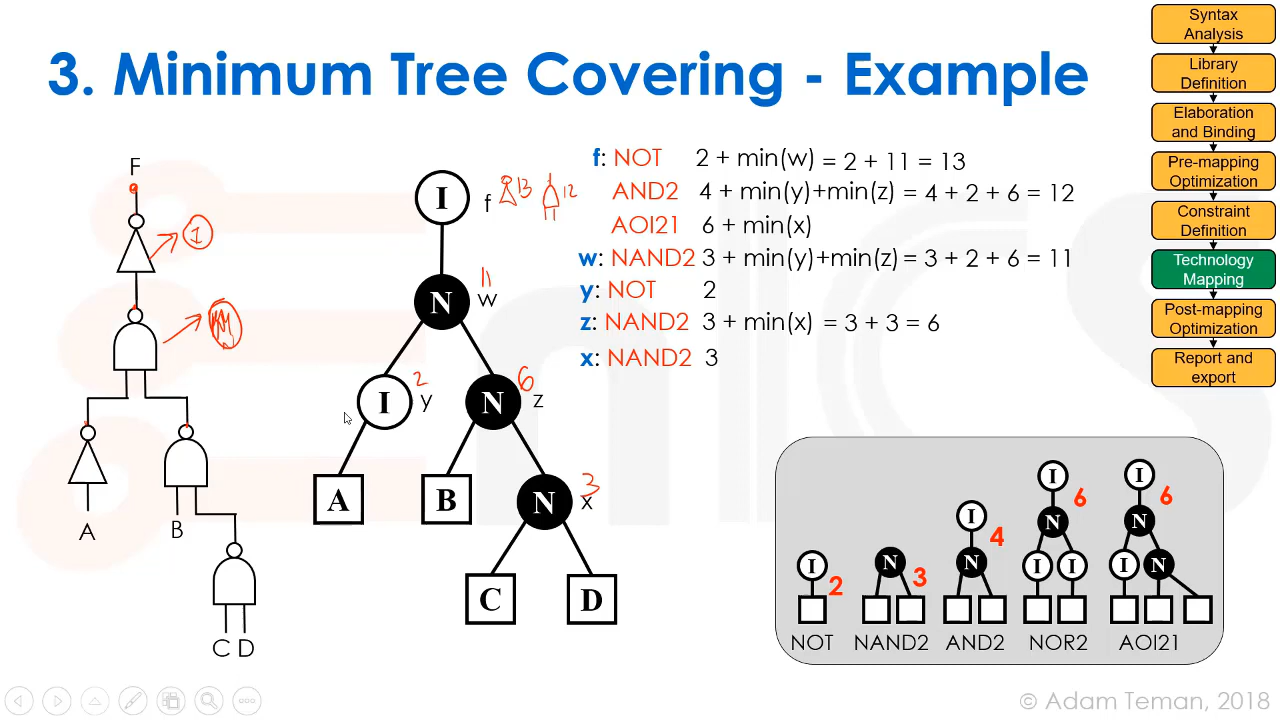 3. Minimum Tree Covering - Example
Syntax
Analysis
Library
Definition
Elaboration
and Binding
Pre-mapping
Optimization
Constraint
Definition
Technology
Mapping
Post-mapping
Optimization
Report and
export
F
I
A
B
C D
I
f
13
12
N
11
w
I
2
y
N
6
z
A
B
N
3
x
C
D
f: NOT 2 + min(w) = 2 + 11 = 13
AND2 4 + min(y)+min(z) = 4 + 2 + 6 = 12
AOI21 6 + min(x)
w: NAND2 3 + min(y)+min(z) = 3 + 2 + 6 = 11
y: NOT 2
z: NAND2 3 + min(x) = 3 + 3 = 6
x: NAND2 3
I
2
NOT
N
3
NAND2
I
N
4
AND2
I
6
N
I I
NOR2
I
6
N
I N
AOI21
© Adam Teman, 2018